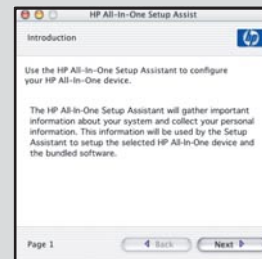 HP All-In-One Setup Assist
Introduction
hp
Use the HP All-In-One Setup Assistant to configure
your HP All-In-One device.
The HP All-In-One Setup Assistant will gather important
information about your system and collect your personal
information. This information will be used by the Setup
Assistant to setup the selected HP All-In-One device and
the bundled software.
Page 1
Back
Next